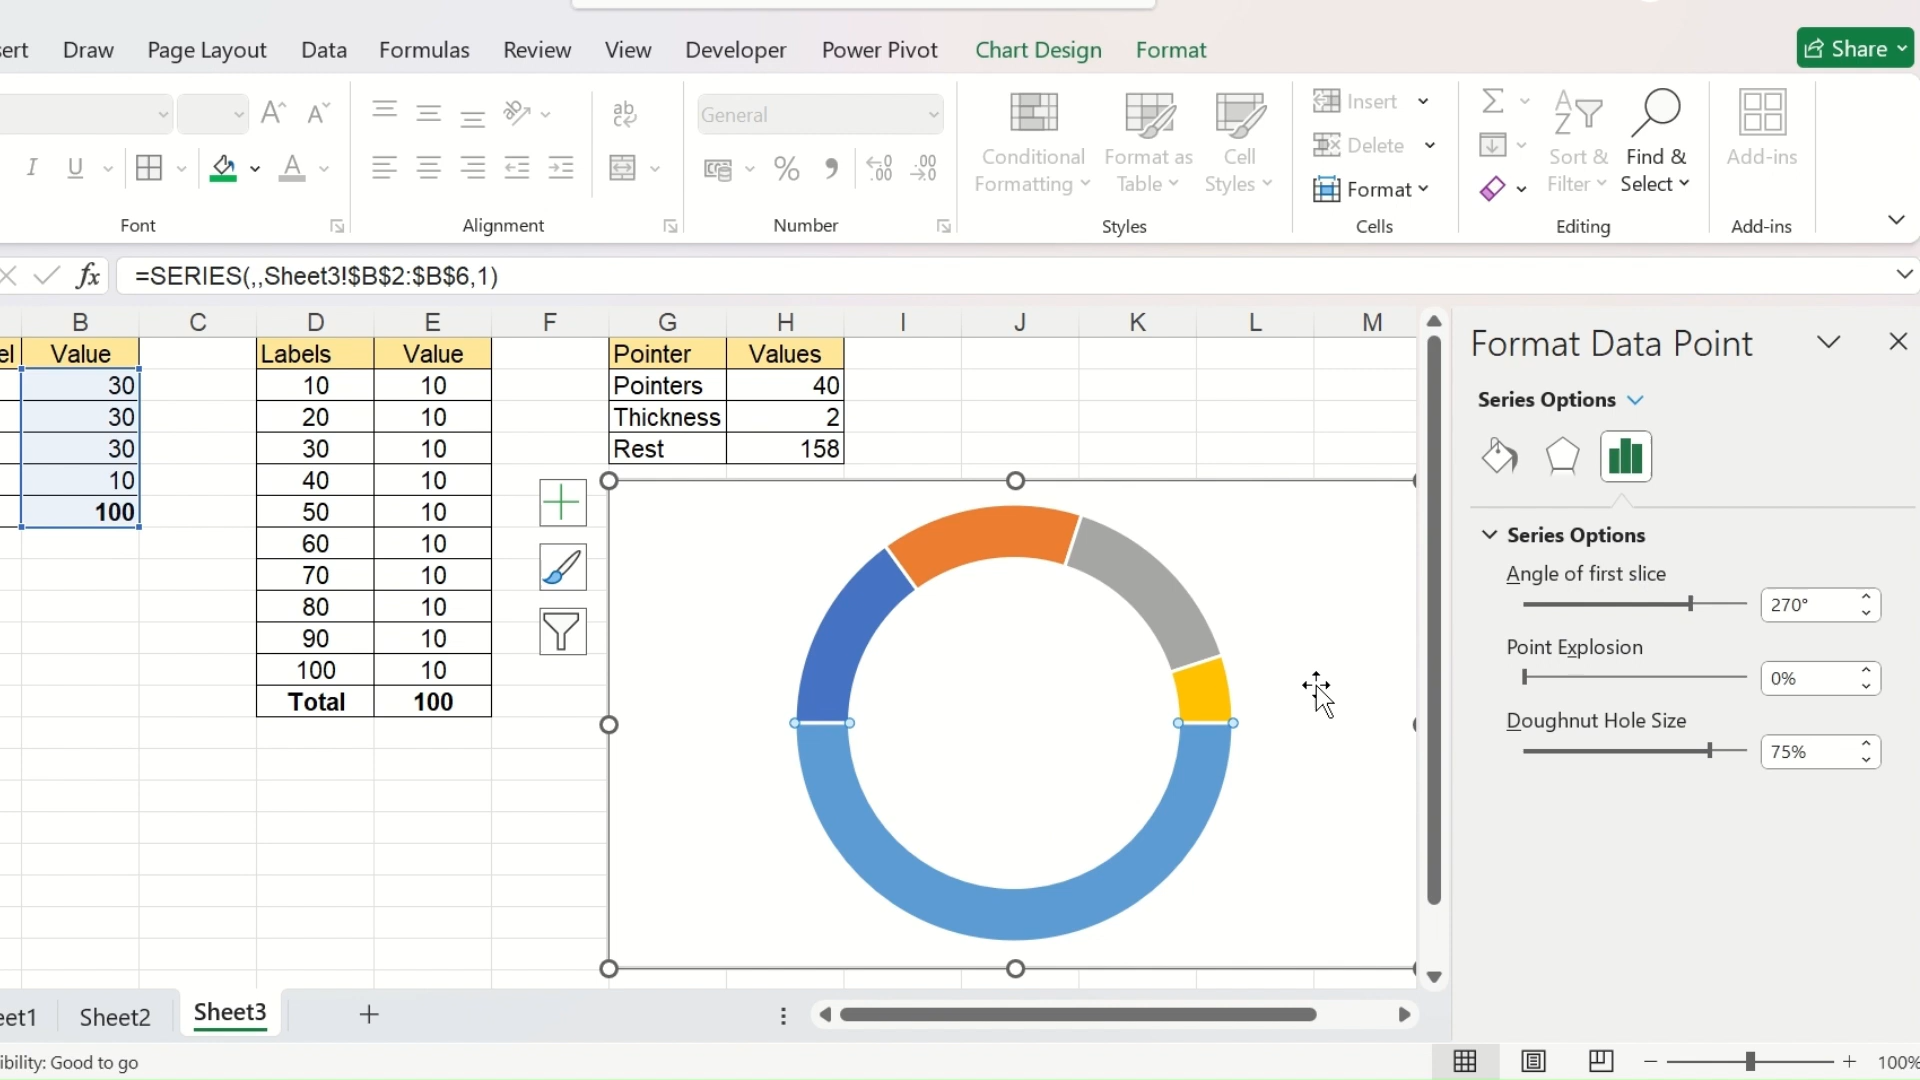 ert Draw Page Layout Data Formulas Review View Developer Power Pivot Chart Design Format Share
General
Insert
Delete
Format
Conditional Formatting
Format as Table
Cell Styles
Sort & Filter
Find & Select
Add-ins
Font Alignment Number Styles Cells Editing Add-ins
fx =SERIES(,,Sheet3!$B$2:$B$6,1)
B C D E F G H I J K L M
el Value Labels Value Pointer Values
30 10 10 Pointers 40
30 20 10 Thickness 2
30 30 10 Rest 158
10 40 10
100 50 10
60 10
70 10
80 10
90 10
100 10
Total 100
Format Data Point
Series Options
Series Options
Angle of first slice
270°
Point Explosion
0%
Doughnut Hole Size
75%
eet1 Sheet2 Sheet3
ibility: Good to go
100%